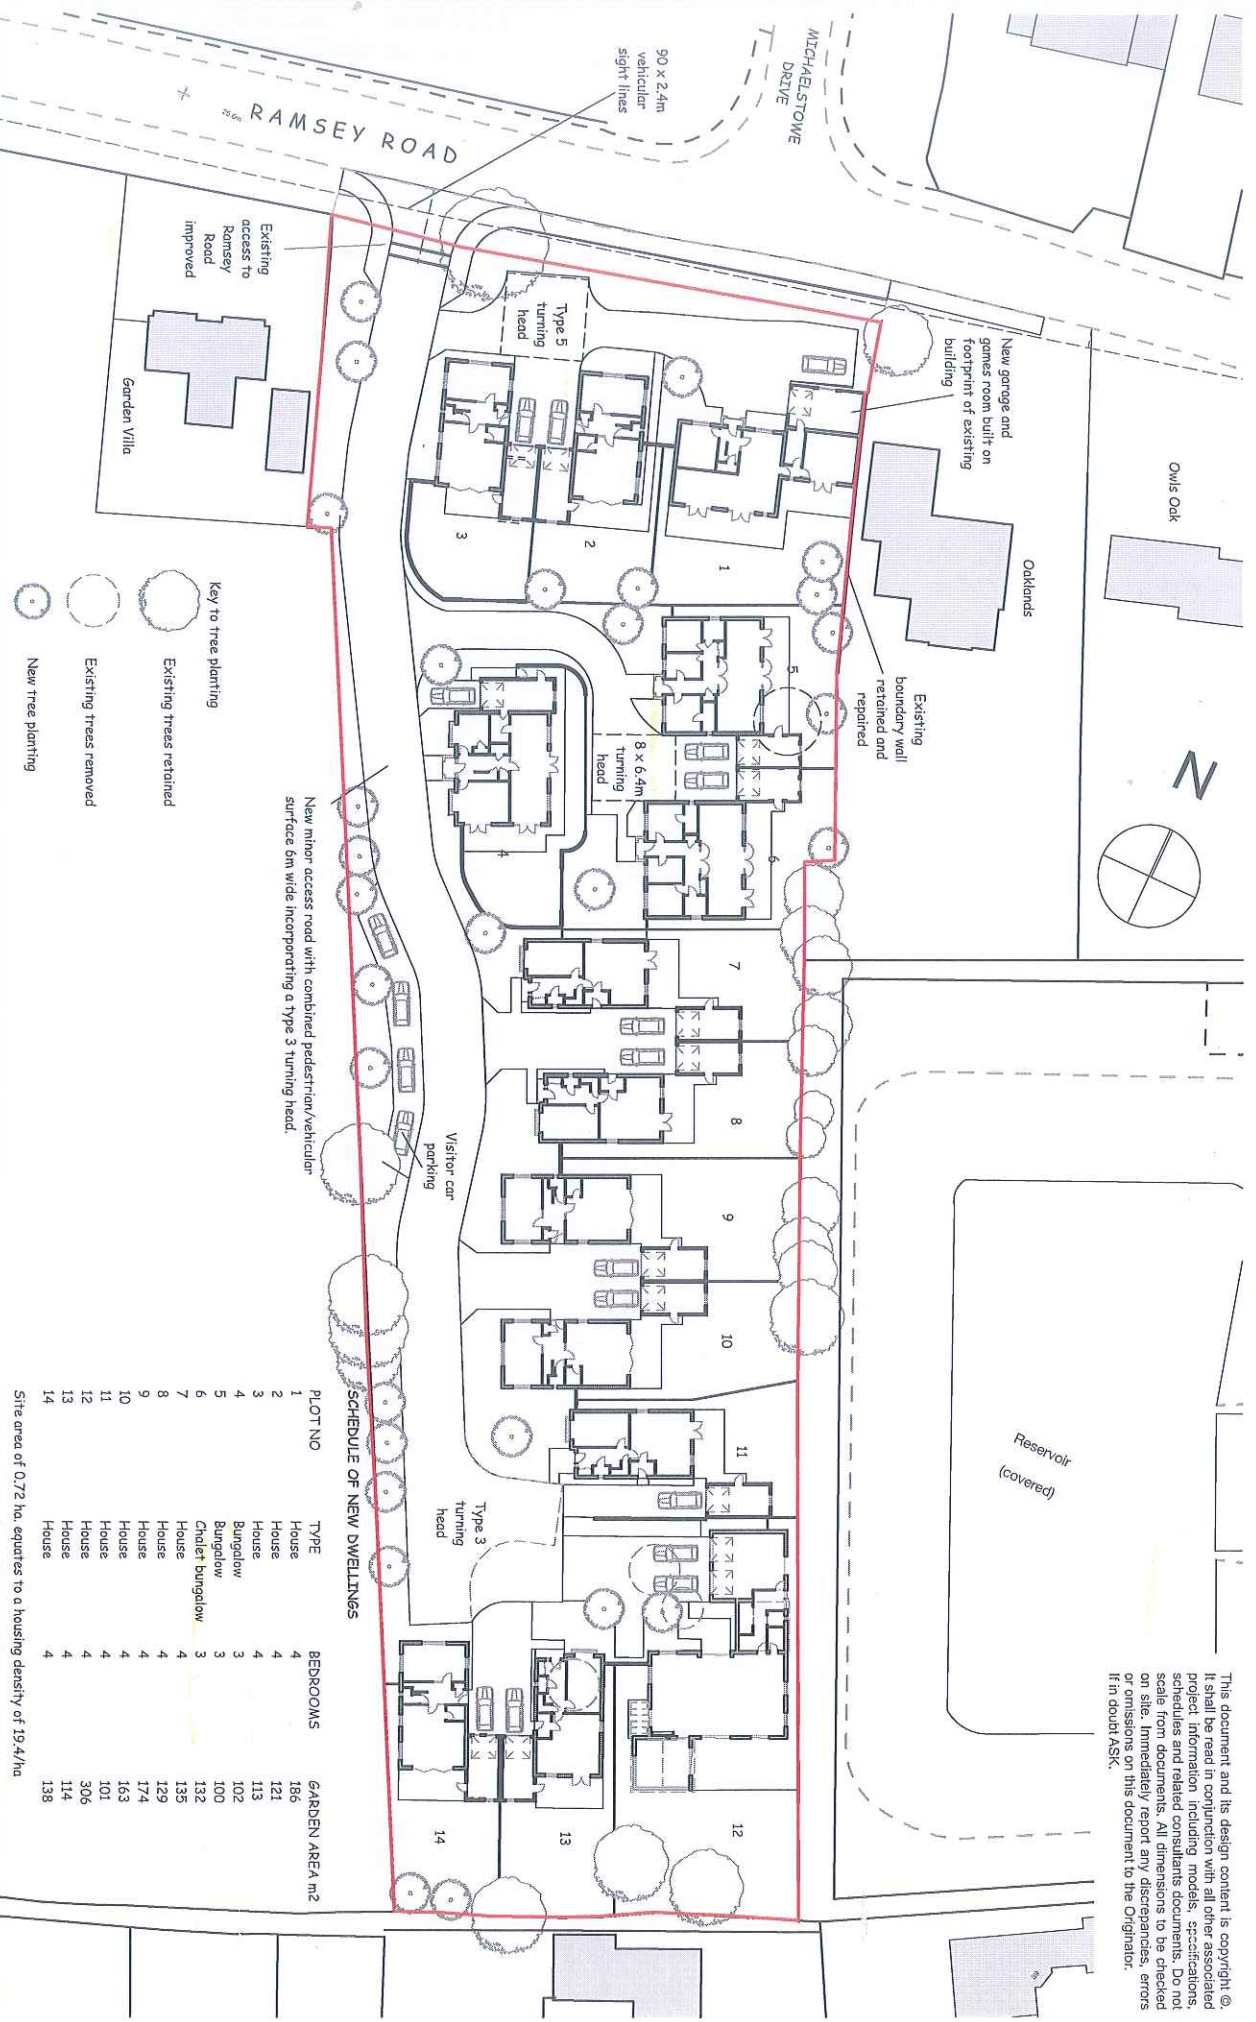 This document and its design content is copyright ©.
It shall be read in conjunction with all other associated
project information including models, specifications,
schedules and related consultants documents. Do not
scale from documents. All dimensions to be checked
on site. Immediately report any discrepancies, errors
or omissions on this document to the Originator.
If in doubt ASK.
MICHAELSTOWE
DRIVE
90 x 2.4m
vehicular
sight lines
RAMSEY ROAD
Existing
access to
Ramsey
Road
improved
Garden Villa
Type 5
turning
head
New garage and
games room built on
footprint of existing
building
Owls Oak
Oaklands
Existing
boundary wall
retained and
repaired
N
Reservoir
(covered)
8 x 6.4m
turning
head
1
2
3
4
5
6
7
8
9
10
11
12
13
14
Visitor car
parking
Type 3
turning
head
New minor access road with combined pedestrian/vehicular
surface 6m wide incorporating a type 3 turning head.
Key to tree planting
Existing trees retained
Existing trees removed
New tree planting
SCHEDULE OF NEW DWELLINGS
PLOT NO TYPE BEDROOMS GARDEN AREA m2
1 House 4 186
2 House 4 121
3 House 4 113
4 Bungalow 3 102
5 Bungalow 3 100
6 Chalet bungalow 3 132
7 House 4 135
8 House 4 129
9 House 4 174
10 House 4 163
11 House 4 101
12 House 4 306
13 House 4 114
14 House 4 138
Site area of 0.72 ha. equates to a housing density of 19.4/ha